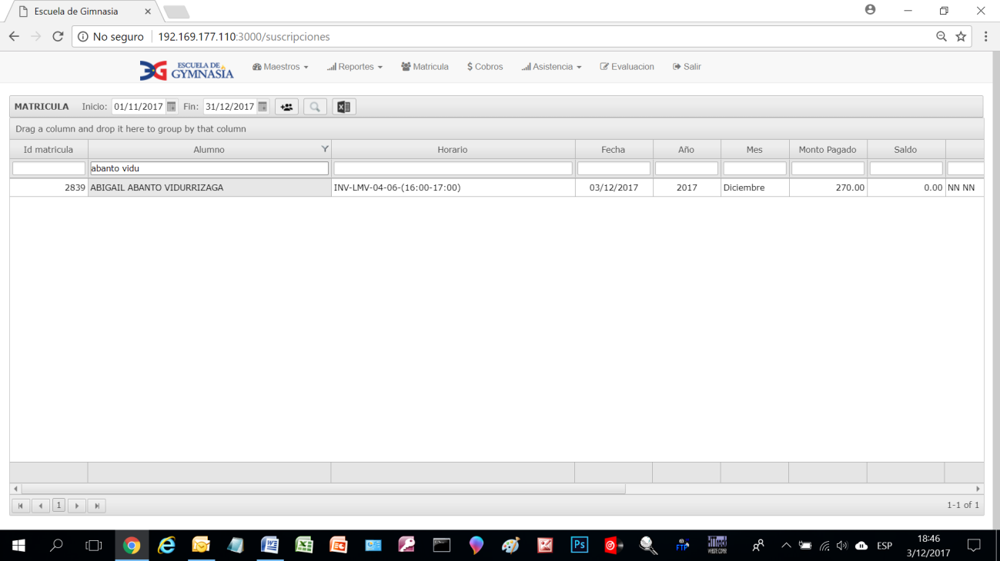 Escuela de Gimnasia
No seguro 192.169.177.110:3000/suscripciones
ESCUELA DE GYMNASIA Maestros Reportes Matricula $ Cobros Asistencia Evaluacion Salir
MATRICULA Inicio: 01/11/2017 Fin: 31/12/2017
Drag a column and drop it here to group by that column
Id matricula Alumno Horario Fecha Año Mes Monto Pagado Saldo
abanto vidu
2839 ABIGAIL ABANTO VIDURRIZAGA INV-LMV-04-06-(16:00-17:00) 03/12/2017 2017 Diciembre 270.00 0.00 NN NN
1 1-1 of 1
Ps FTP ESP 18:46
3/12/2017